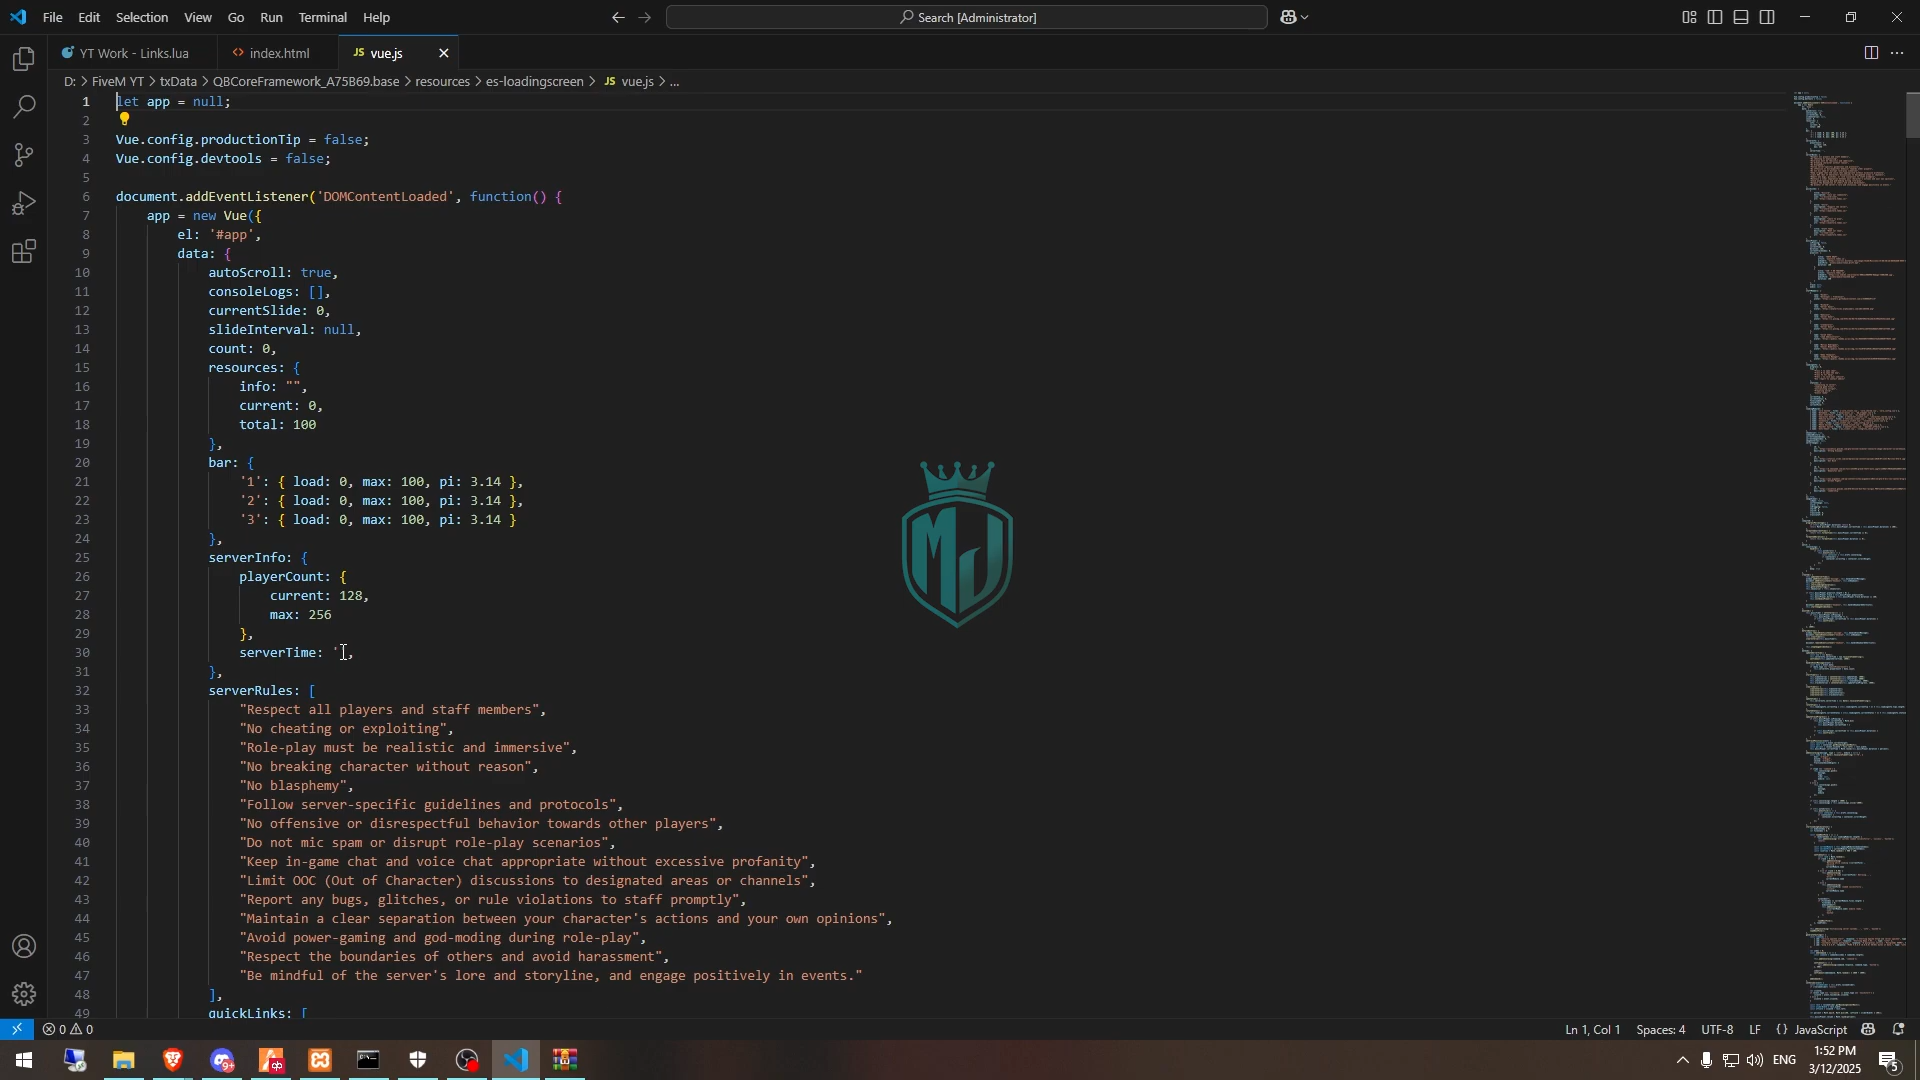 File Edit Selection View Go Run Terminal Help
Search [Administrator]
YT Work - Links.lua
index.html
JS vue.js
D: > FiveM YT > txData > QBCoreFramework_A75B69.base > resources > es-loadingscreen > JS vue.js > ...
1 let app = null;
2
3 Vue.config.productionTip = false;
4 Vue.config.devtools = false;
5
6 document.addEventListener('DOMContentLoaded', function() {
7 app = new Vue({
8 el: '#app',
9 data: {
10 autoScroll: true,
11 consoleLogs: [],
12 currentSlide: 0,
13 slideInterval: null,
14 count: 0,
15 resources: {
16 info: "",
17 current: 0,
18 total: 100
19 },
20 bar: {
21 '1': { load: 0, max: 100, pi: 3.14 },
22 '2': { load: 0, max: 100, pi: 3.14 },
23 '3': { load: 0, max: 100, pi: 3.14 }
24 },
25 serverInfo: {
26 playerCount: {
27 current: 128,
28 max: 256
29 },
30 serverTime: '',
31 },
32 serverRules: [
33 "Respect all players and staff members",
34 "No cheating or exploiting",
35 "Role-play must be realistic and immersive",
36 "No breaking character without reason",
37 "No blasphemy",
38 "Follow server-specific guidelines and protocols",
39 "No offensive or disrespectful behavior towards other players",
40 "Do not mic spam or disrupt role-play scenarios",
41 "Keep in-game chat and voice chat appropriate without excessive profanity",
42 "Limit OOC (Out of Character) discussions to designated areas or channels",
43 "Report any bugs, glitches, or rule violations to staff promptly",
44 "Maintain a clear separation between your character's actions and your own opinions",
45 "Avoid power-gaming and god-moding during role-play",
46 "Respect the boundaries of others and avoid harassment",
47 "Be mindful of the server's lore and storyline, and engage positively in events."
48 ],
49 quickLinks: [
MJ
0 0
Ln 1, Col 1 Spaces: 4 UTF-8 LF {} JavaScript
9+
qb
ENG
1:52 PM
3/12/2025
5